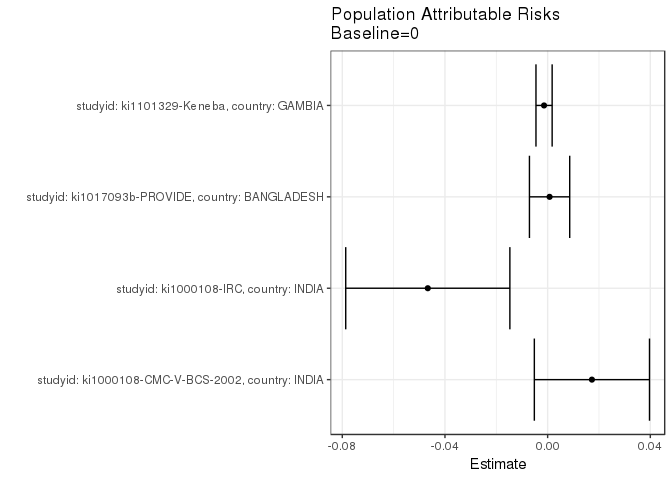 Population Attributable Risks
Baseline=0
studyid: ki1101329-Keneba, country: GAMBIA
studyid: ki1017093b-PROVIDE, country: BANGLADESH
studyid: ki1000108-IRC, country: INDIA
studyid: ki1000108-CMC-V-BCS-2002, country: INDIA
-0.08 -0.04 0.00 0.04
Estimate